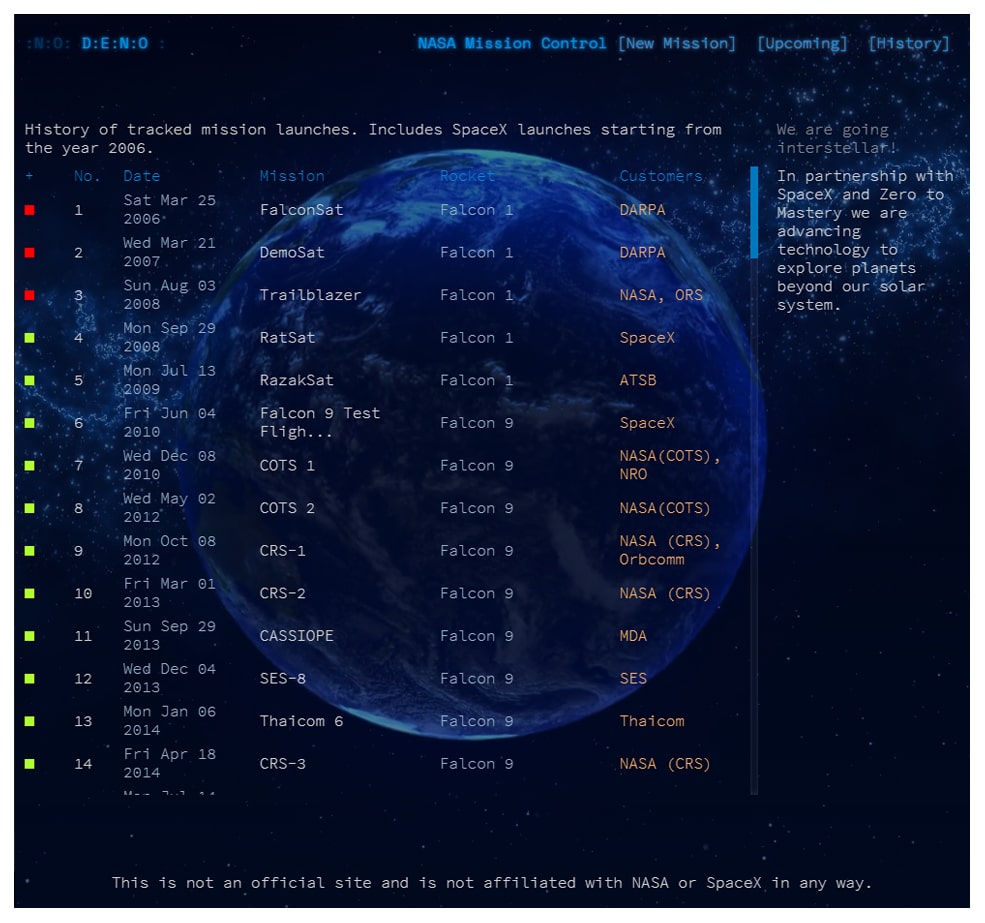 :N:O: D:E:N:O :
NASA Mission Control [New Mission] [Upcoming] [History]
History of tracked mission launches. Includes SpaceX launches starting from
the year 2006.
+ No. Date Mission Rocket Customers
1 Sat Mar 25 2006 FalconSat Falcon 1 DARPA
2 Wed Mar 21 2007 DemoSat Falcon 1 DARPA
3 Sun Aug 03 2008 Trailblazer Falcon 1 NASA, ORS
4 Mon Sep 29 2008 RatSat Falcon 1 SpaceX
5 Mon Jul 13 2009 RazakSat Falcon 1 ATSB
6 Fri Jun 04 2010 Falcon 9 Test Fligh... Falcon 9 SpaceX
7 Wed Dec 08 2010 COTS 1 Falcon 9 NASA(COTS), NRO
8 Wed May 02 2012 COTS 2 Falcon 9 NASA(COTS)
9 Mon Oct 08 2012 CRS-1 Falcon 9 NASA (CRS), Orbcomm
10 Fri Mar 01 2013 CRS-2 Falcon 9 NASA (CRS)
11 Sun Sep 29 2013 CASSIOPE Falcon 9 MDA
12 Wed Dec 04 2013 SES-8 Falcon 9 SES
13 Mon Jan 06 2014 Thaicom 6 Falcon 9 Thaicom
14 Fri Apr 18 2014 CRS-3 Falcon 9 NASA (CRS)
We are going
interstellar!
In partnership with
SpaceX and Zero to
Mastery we are
advancing
technology to
explore planets
beyond our solar
system.
This is not an official site and is not affiliated with NASA or SpaceX in any way.